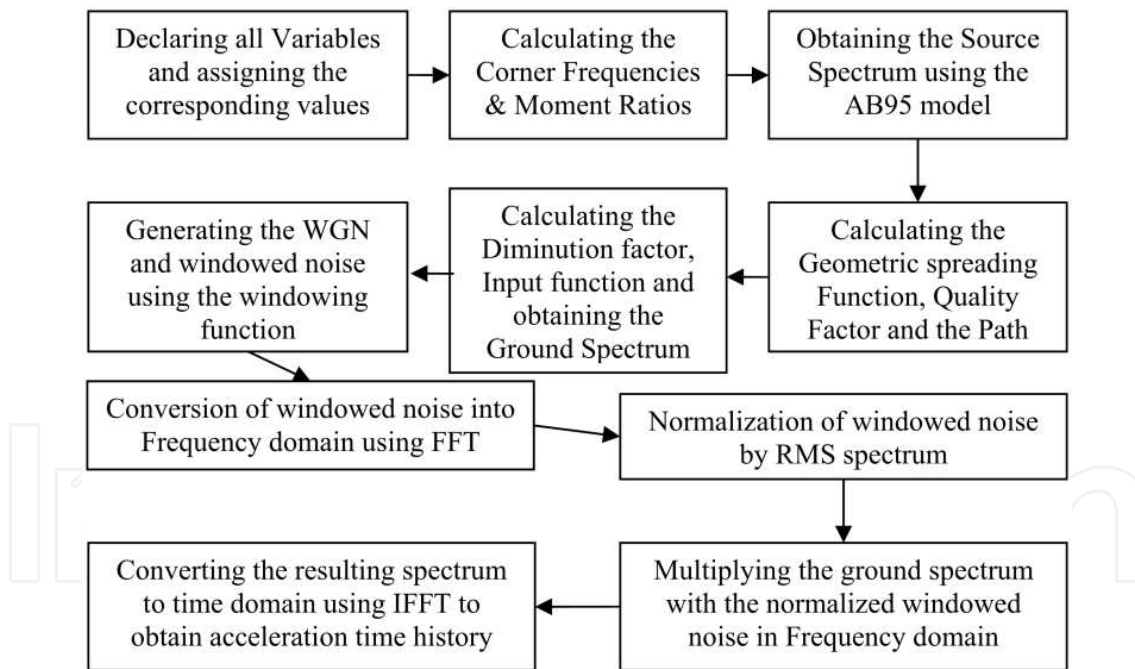 Declaring all Variables
and assigning the
corresponding values
Calculating the
Corner Frequencies
& Moment Ratios
Obtaining the Source
Spectrum using the
AB95 model
Calculating the
Geometric spreading
Function, Quality
Factor and the Path
Calculating the
Diminution factor,
Input function and
obtaining the
Ground Spectrum
Generating the WGN
and windowed noise
using the windowing
function
Conversion of windowed noise into
Frequency domain using FFT
Normalization of windowed noise
by RMS spectrum
Multiplying the ground spectrum
with the normalized windowed
noise in Frequency domain
Converting the resulting spectrum
to time domain using IFFT to
obtain acceleration time history